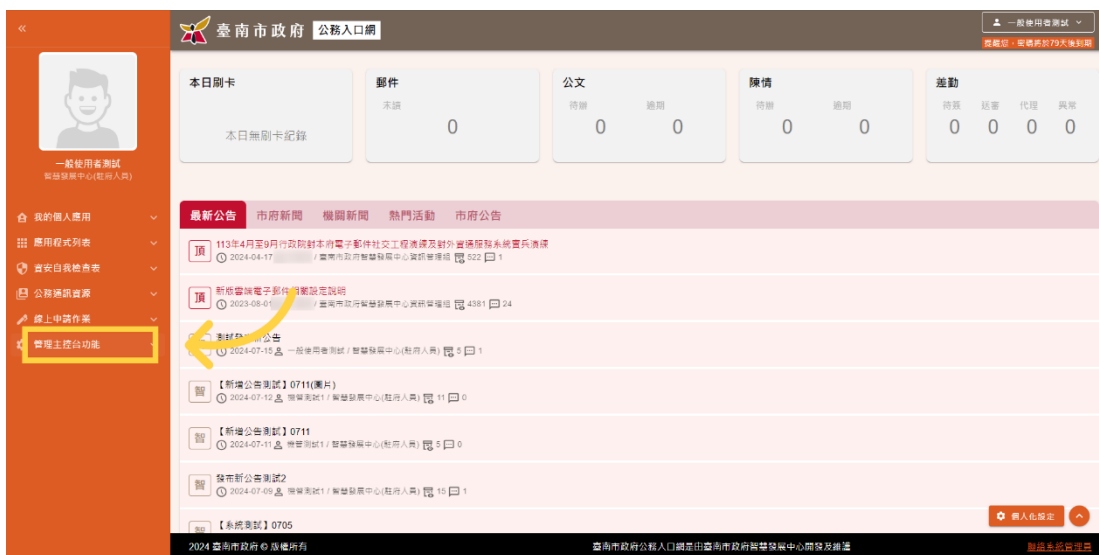 臺南市政府 公務入口網
一般使用者測試
提醒您，密碼將於79天後到期
一般使用者測試
智慧發展中心(駐府人員)
我的個人應用
應用程式列表
資安自我檢查表
公務通訊資源
線上申請作業
管理主控台功能
本日刷卡
本日無刷卡紀錄
郵件
未讀
0
公文
待辦 逾期
0 0
陳情
待辦 逾期
0 0
差勤
待簽 送審 代理 異常
0 0 0 0
最新公告 市府新聞 機關新聞 熱門活動 市府公告
頂 113年4月至9月行政院對本府電子郵件社交工程演練及對外資通服務系統實兵演練
2024-04-17 / 臺南市政府智慧發展中心資訊管理組 522 1
頂 新版雲端電子郵件 設定說明
2023-08-01 / 臺南市政府智慧發展中心資訊管理組 4381 24
測試發 公告
2024-07-15 一般使用者測試 / 智慧發展中心(駐府人員) 5 1
智 【新增公告測試】0711(圖片)
2024-07-12 機管測試1 / 智慧發展中心(駐府人員) 11 0
智 【新增公告測試】0711
2024-07-11 機管測試1 / 智慧發展中心(駐府人員) 5 0
智 發布新公告測試2
2024-07-09 機管測試1 / 智慧發展中心(駐府人員) 15 1
智 【系統測試】0705
個人化設定
2024 臺南市政府 © 版權所有
臺南市政府公務入口網是由臺南市政府智慧發展中心開發及維護
聯絡系統管理員